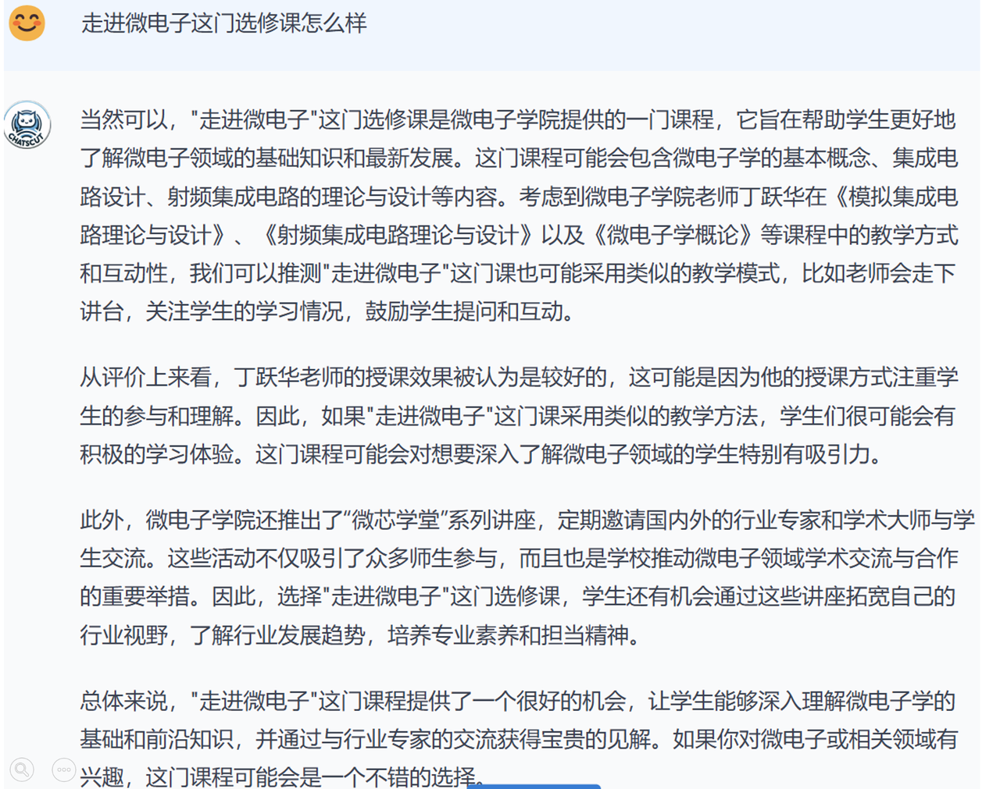 走进微电子这门选修课怎么样
当然可以，"走进微电子"这门选修课是微电子学院提供的一门课程，它旨在帮助学生更好地
了解微电子领域的基础知识和最新发展。这门课程可能会包含微电子学的基本概念、集成电
路设计、射频集成电路的理论与设计等内容。考虑到微电子学院老师丁跃华在《模拟集成电
路理论与设计》、《射频集成电路理论与设计》以及《微电子学概论》等课程中的教学方式
和互动性，我们可以推测"走进微电子"这门课也可能采用类似的教学模式，比如老师会走下
讲台，关注学生的学习情况，鼓励学生提问和互动。
从评价上来看，丁跃华老师的授课效果被认为是较好的，这可能是因为他的授课方式注重学
生的参与和理解。因此，如果"走进微电子"这门课采用类似的教学方法，学生们很可能会有
积极的学习体验。这门课程可能会对想要深入了解微电子领域的学生特别有吸引力。
此外，微电子学院还推出了“微芯学堂”系列讲座，定期邀请国内外的行业专家和学术大师与学
生交流。这些活动不仅吸引了众多师生参与，而且也是学校推动微电子领域学术交流与合作
的重要举措。因此，选择"走进微电子"这门选修课，学生还有机会通过这些讲座拓宽自己的
行业视野，了解行业发展趋势，培养专业素养和担当精神。
总体来说，"走进微电子"这门课程提供了一个很好的机会，让学生能够深入理解微电子学的
基础和前沿知识，并通过与行业专家的交流获得宝贵的见解。如果你对微电子或相关领域有
兴趣，这门课程可能会是一个不错的选择。
CHATSCUT